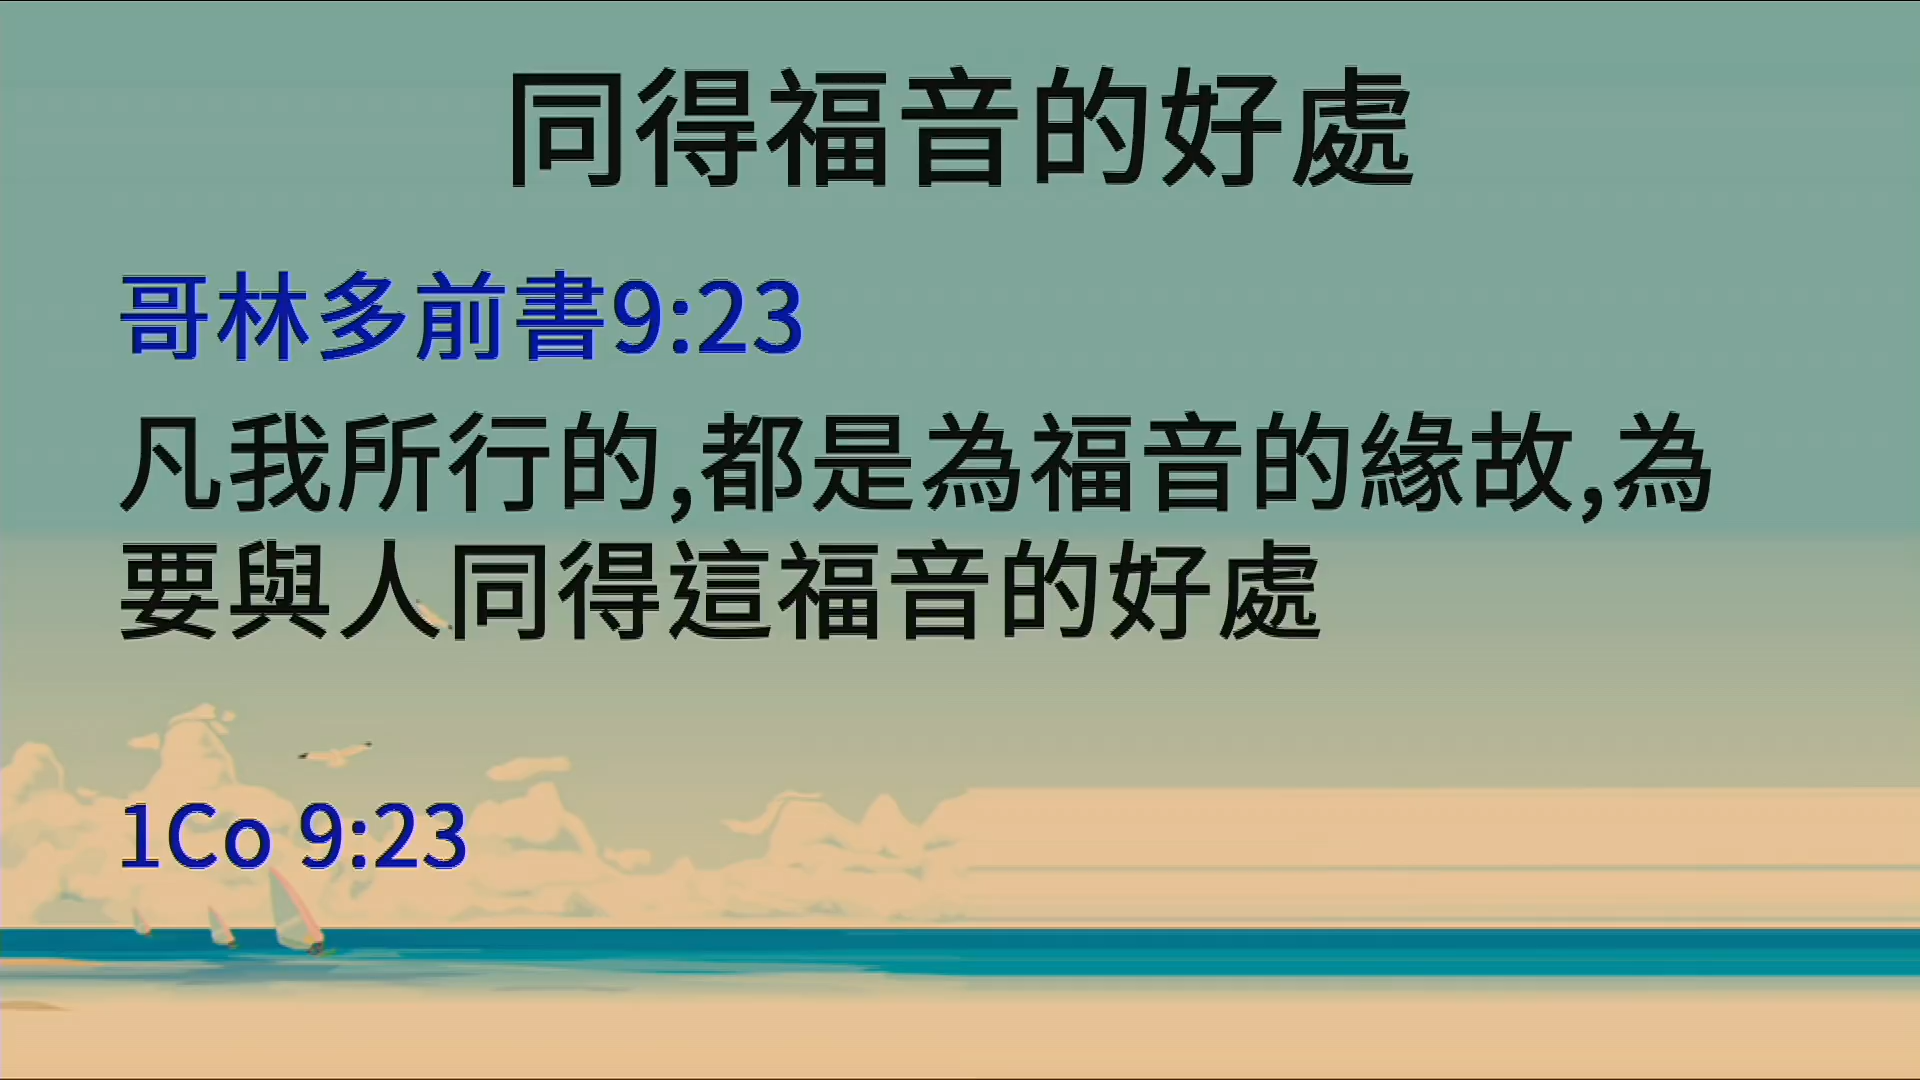 同得福音的好處
哥林多前書9:23
凡我所行的,都是為福音的緣故,為
要與人同得這福音的好處
1Co 9:23